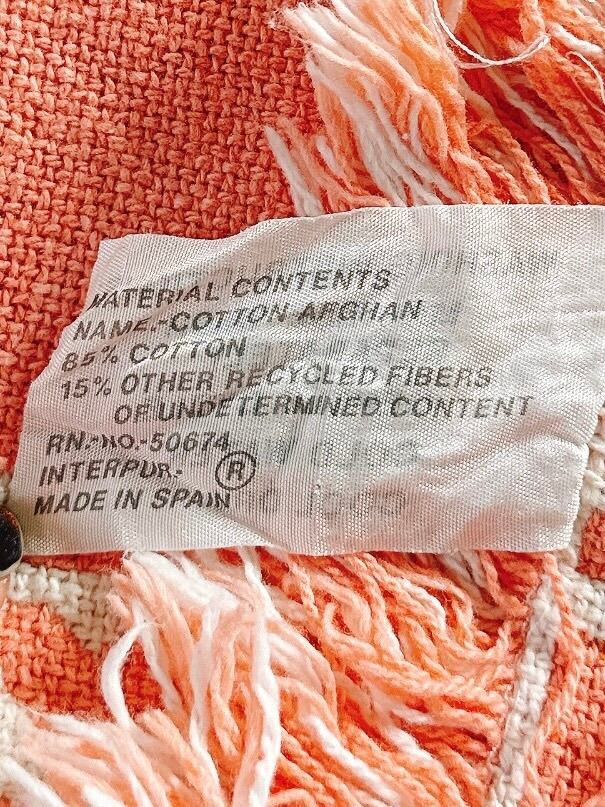 MATERIAL CONTENTS
NAME.-COTTON AFGHAN
85% COTTON
15% OTHER RECYCLED FIBERS
OF UNDETERMINED CONTENT
RN.-NO.-50674
INTERPUR.- ®
MADE IN SPAIN